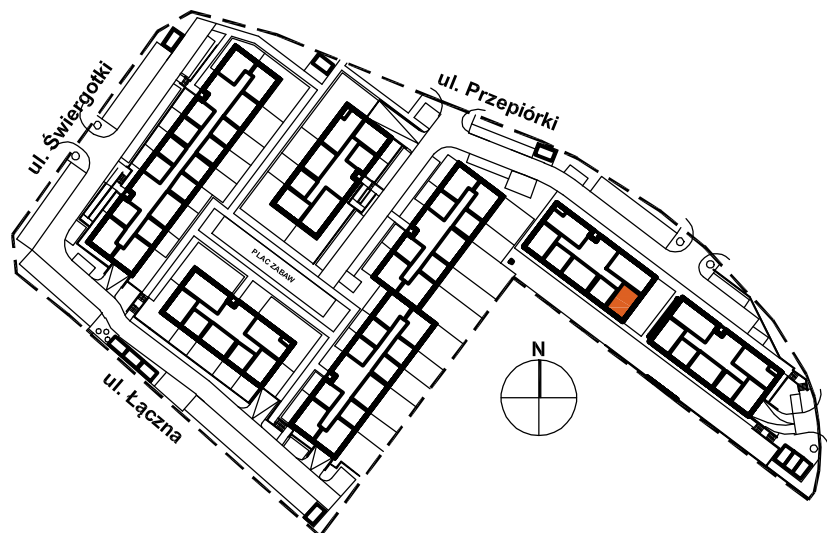 ul. Świergotki
ul. Przepiórki
PLAC ZABAW
N
ul. Łączna